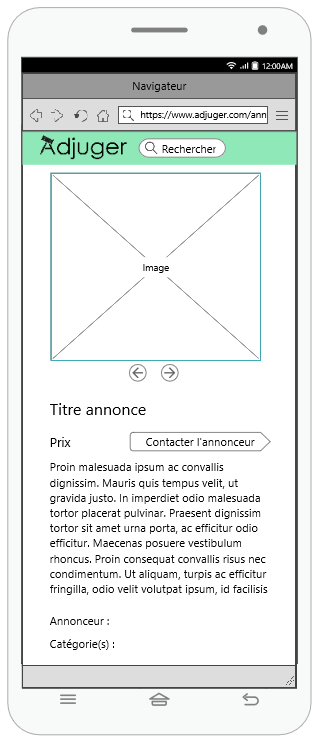 12:00AM
Navigateur
https://www.adjuger.com/ann
Adjuger
Rechercher
Image
Titre annonce
Prix
Contacter l'annonceur
Proin malesuada ipsum ac convallis
dignissim. Mauris quis tempus velit, ut
gravida justo. In imperdiet odio malesuada
tortor placerat pulvinar. Praesent dignissim
tortor sit amet urna porta, ac efficitur odio
efficitur. Maecenas posuere vestibulum
rhoncus. Proin consequat convallis risus nec
condimentum. Ut aliquam, turpis ac efficitur
fringilla, odio velit volutpat ipsum, id facilisis
Annonceur :
Catégorie(s) :